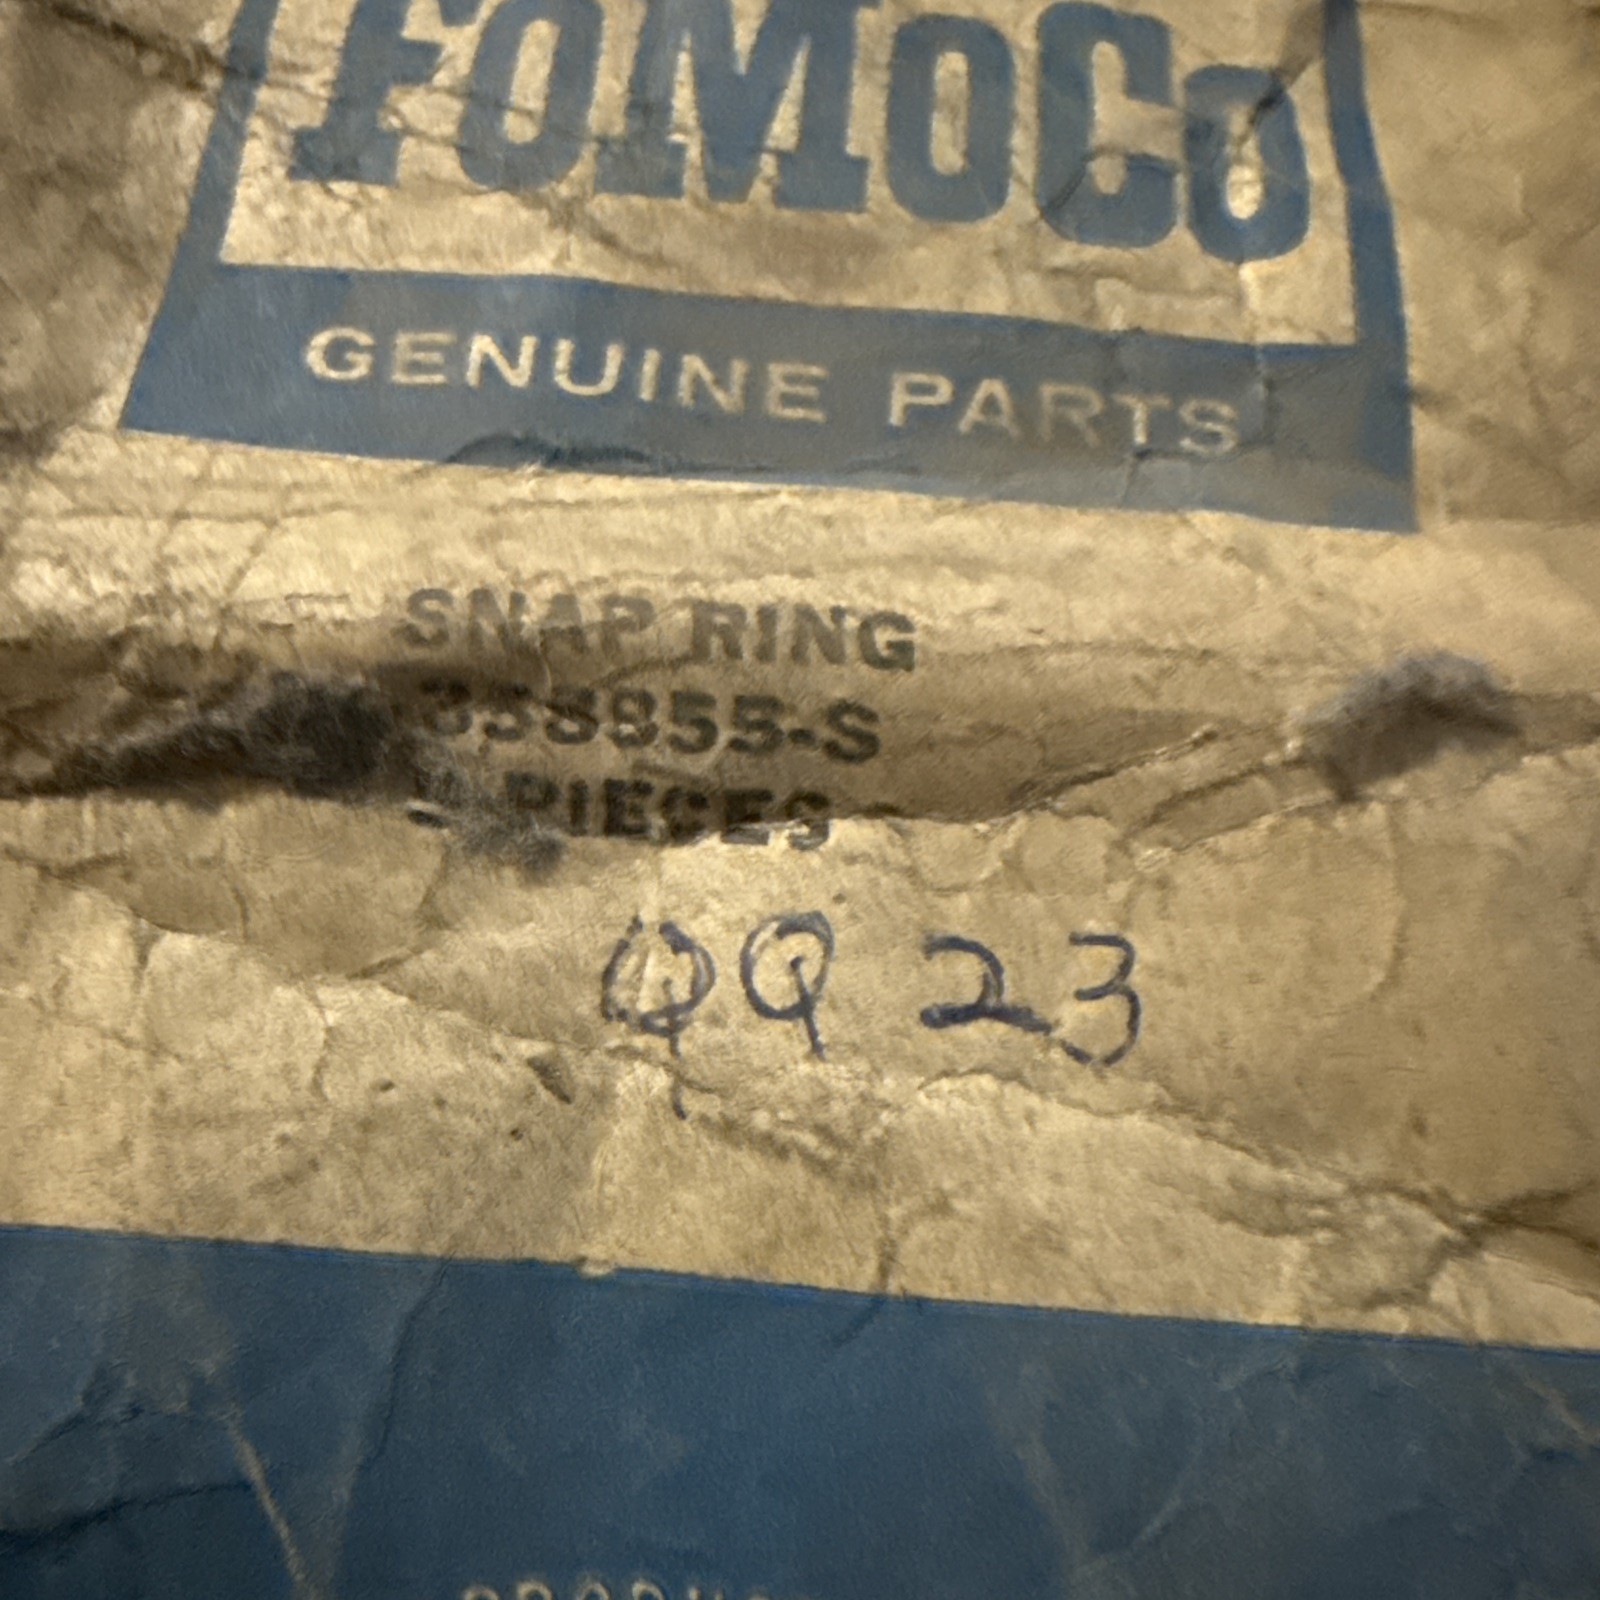 FoMoCo
GENUINE PARTS
SNAP RING
PIECES
QQ 23